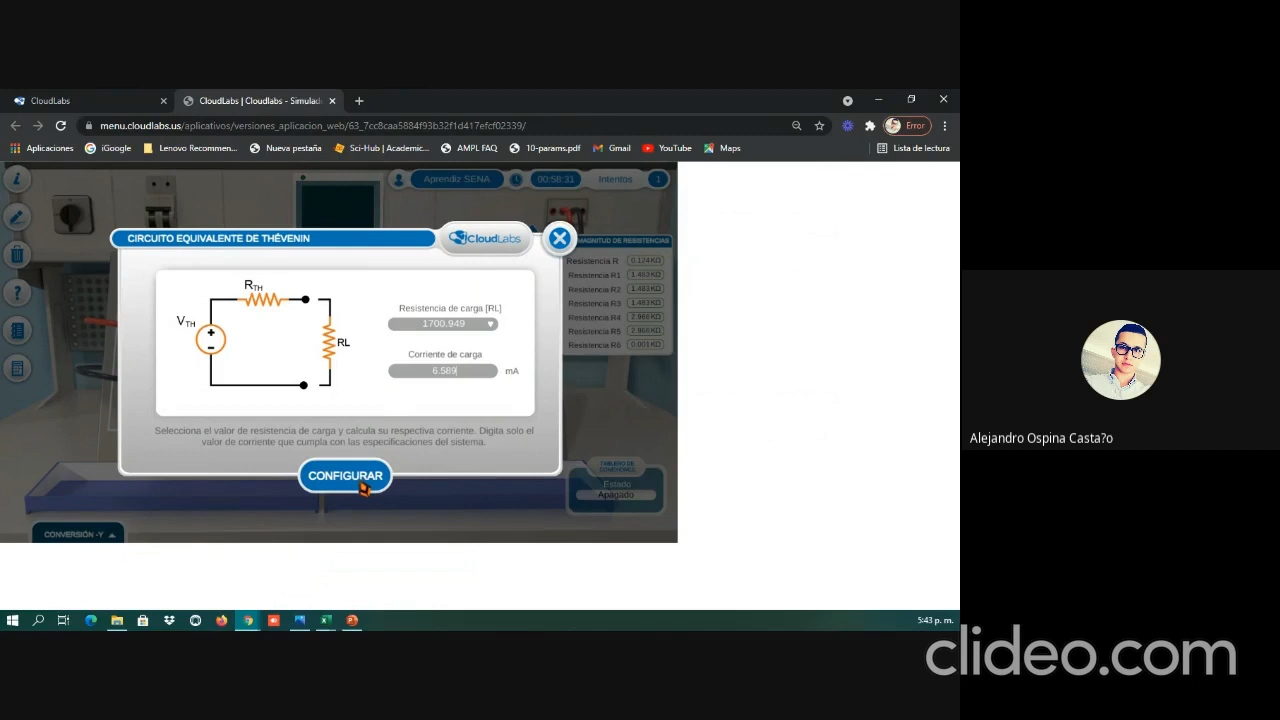 CloudLabs
CloudLabs | Cloudlabs - Simulad
menu.cloudlabs.us/aplicativos/versiones_aplicacion_web/63_7cc8caa5884f93b32f1d417efcf02339/
Error
Aplicaciones
iGoogle
Lenovo Recommen...
Nueva pestaña
Sci-Hub | Academic...
AMPL FAQ
10-params.pdf
Gmail
YouTube
Maps
Lista de lectura
Aprendiz SENA
00:58:31
Intentos
1
CIRCUITO EQUIVALENTE DE THÉVENIN
CloudLabs
MAGNITUD DE RESISTENCIAS
Resistencia R 0.124KΩ
Resistencia R1 1.483KΩ
Resistencia R2 1.483KΩ
Resistencia R3 1.483KΩ
Resistencia R4 2.966KΩ
Resistencia R5 2.966KΩ
Resistencia R6 0.001KΩ
RTH
VTH
RL
Resistencia de carga [RL]
1700.949
Corriente de carga
6.589
mA
Selecciona el valor de resistencia de carga y calcula su respectiva corriente. Digita solo el
valor de corriente que cumpla con las especificaciones del sistema.
CONFIGURAR
TABLERO DE
CONEXIONES
Estado
Apagado
CONVERSIÓN -Y
Alejandro Ospina Casta?o
5:43 p. m.
clideo.com